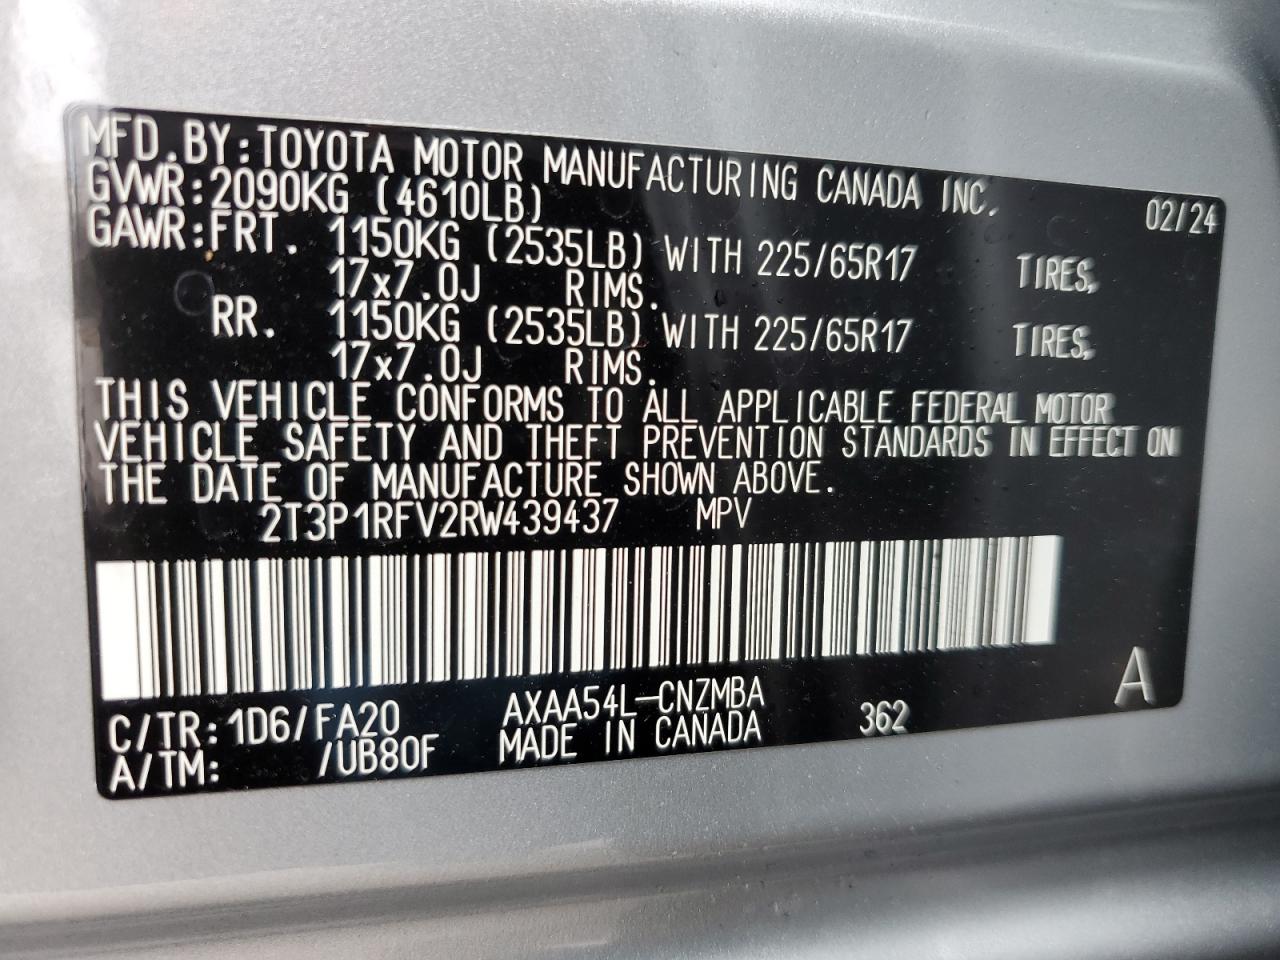 MFD.BY:TOYOTA MOTOR MANUFACTURING CANADA INC. 02/24
GVWR:2090KG (4610LB)
GAWR:FRT. 1150KG (2535LB) WITH 225/65R17 TIRES,
17x7.0J RIMS.
RR. 1150KG (2535LB) WITH 225/65R17 TIRES,
17x7.0J RIMS.
THIS VEHICLE CONFORMS TO ALL APPLICABLE FEDERAL MOTOR
VEHICLE SAFETY AND THEFT PREVENTION STANDARDS IN EFFECT ON
THE DATE OF MANUFACTURE SHOWN ABOVE.
2T3P1RFV2RW439437 MPV
C/TR:1D6/FA20 AXAA54L-CNZMBA 362 A
A/TM: /UB80F MADE IN CANADA